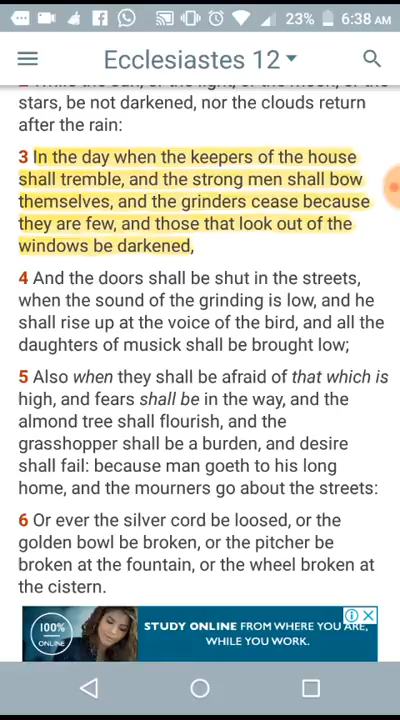 23% 6:38 AM
Ecclesiastes 12
stars, be not darkened, nor the clouds return
after the rain:
3 In the day when the keepers of the house
shall tremble, and the strong men shall bow
themselves, and the grinders cease because
they are few, and those that look out of the
windows be darkened,
4 And the doors shall be shut in the streets,
when the sound of the grinding is low, and he
shall rise up at the voice of the bird, and all the
daughters of musick shall be brought low;
5 Also when they shall be afraid of that which is
high, and fears shall be in the way, and the
almond tree shall flourish, and the
grasshopper shall be a burden, and desire
shall fail: because man goeth to his long
home, and the mourners go about the streets:
6 Or ever the silver cord be loosed, or the
golden bowl be broken, or the pitcher be
broken at the fountain, or the wheel broken at
the cistern.
100%
ONLINE
STUDY ONLINE FROM WHERE YOU ARE,
WHILE YOU WORK.